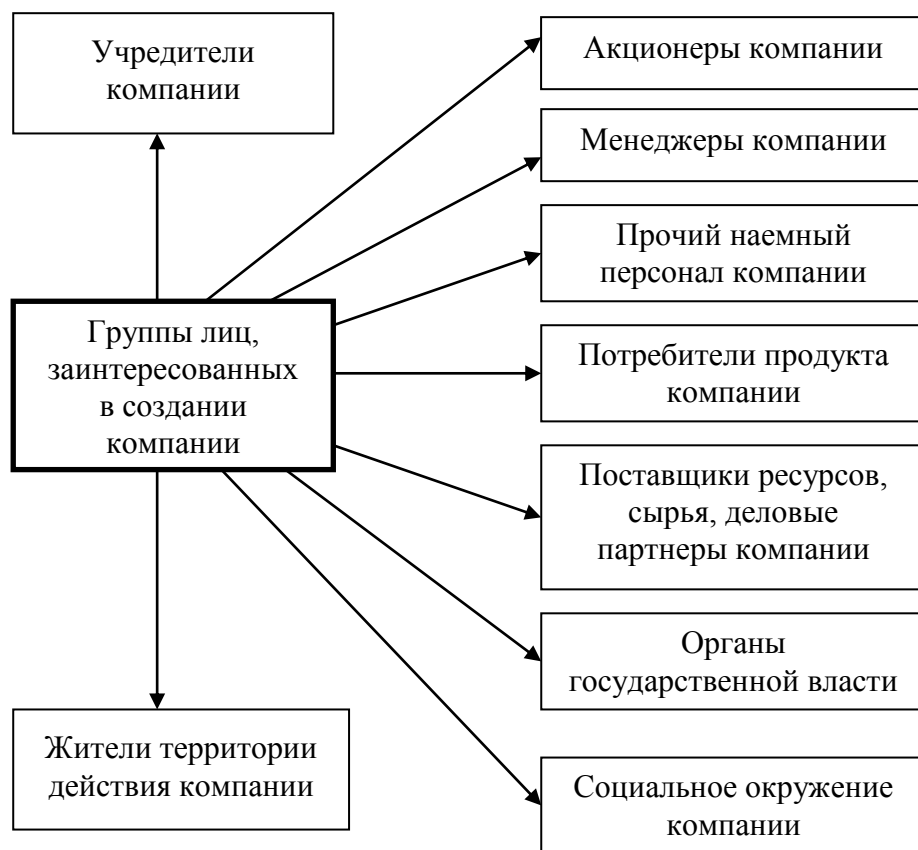 Учредители
компании
Акционеры компании
Менеджеры компании
Прочий наемный
персонал компании
Группы лиц,
заинтересованных
в создании
компании
Потребители продукта
компании
Поставщики ресурсов,
сырья, деловые
партнеры компании
Органы
государственной власти
Жители территории
действия компании
Социальное окружение
компании